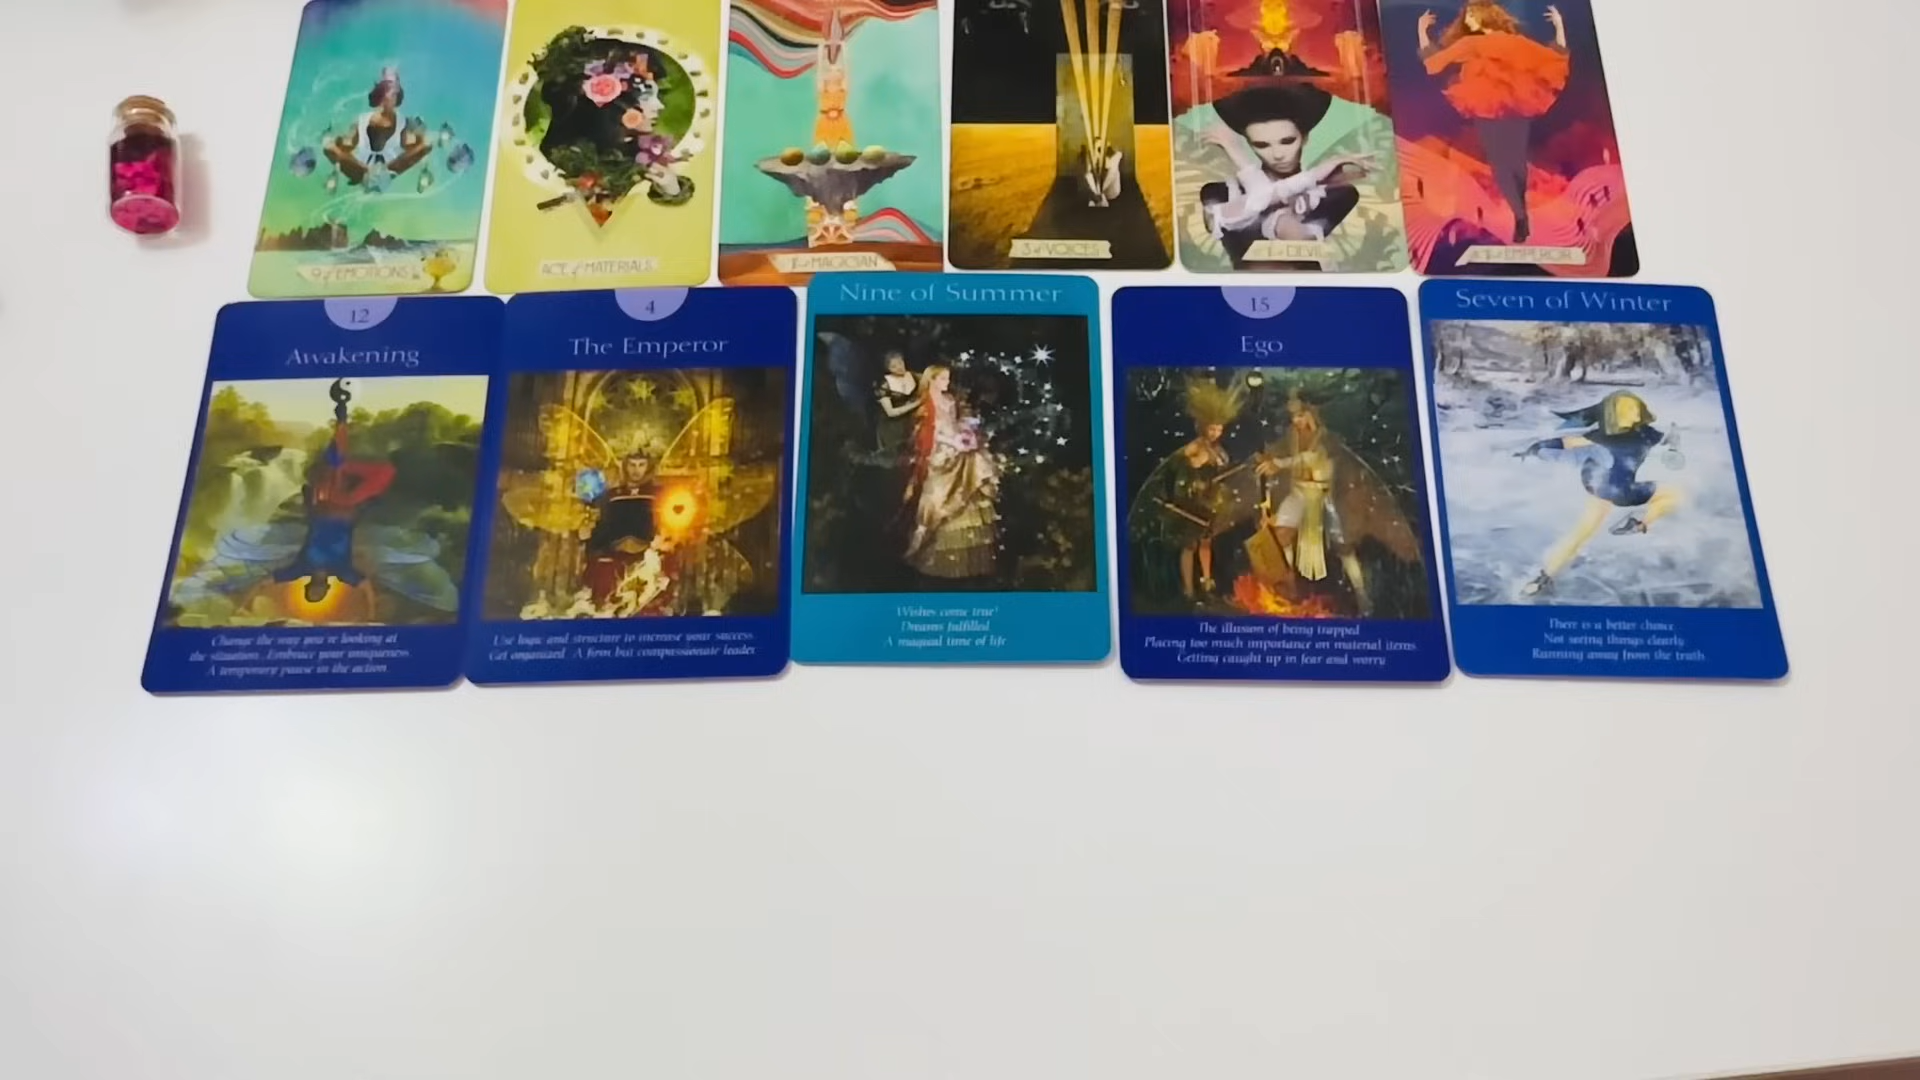 9 of EMOTIONS
ACE of MATERIALS
The MAGICIAN
3 of VOICES
The DEVIL
The EMPEROR
12
Awakening
Change the way you're looking at
the situation. Embrace your uniqueness.
A temporary pause in the action.
4
The Emperor
Use logic and structure to increase your success.
Get organized. A firm but compassionate leader.
Nine of Summer
Wishes come true!
Dreams fulfilled
A magical time of life
15
Ego
The illusion of being trapped
Placing too much importance on material items.
Getting caught up in fear and worry
Seven of Winter
There is a better choice.
Not seeing things clearly
Running away from the truth